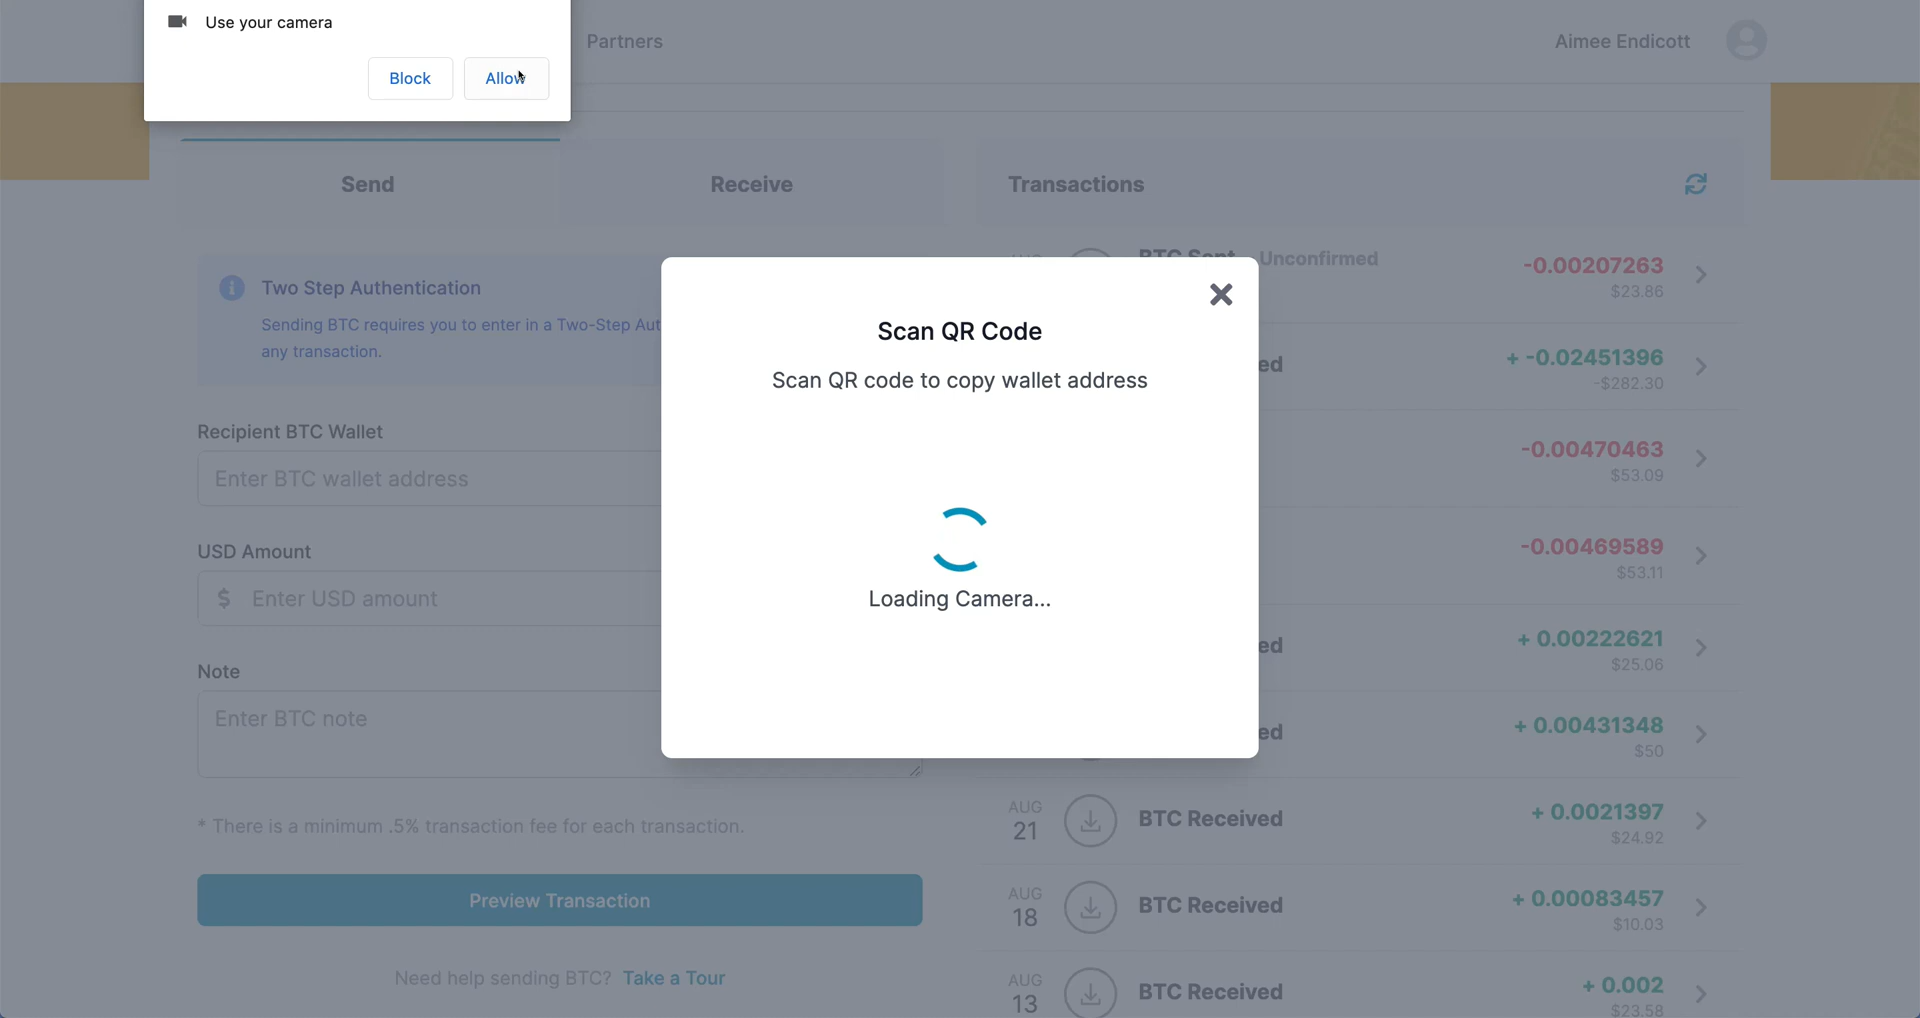 Use your camera
Block
Allow
Partners
Aimee Endicott
Send
Receive
Transactions
Two Step Authentication
Sending BTC requires you to enter in a Two-Step Aut
any transaction.
Recipient BTC Wallet
Enter BTC wallet address
USD Amount
$ Enter USD amount
Note
Enter BTC note
* There is a minimum .5% transaction fee for each transaction.
Preview Transaction
Need help sending BTC? Take a Tour
Scan QR Code
Scan QR code to copy wallet address
Loading Camera...
BTC Sent Unconfirmed
-0.00207263
$23.86
ed
+ -0.02451396
-$282.30
-0.00470463
$53.09
-0.00469589
$53.11
ed
+ 0.00222621
$25.06
ed
+ 0.00431348
$50
AUG
21
BTC Received
+ 0.0021397
$24.92
AUG
18
BTC Received
+ 0.00083457
$10.03
AUG
13
BTC Received
+ 0.002
$23.58